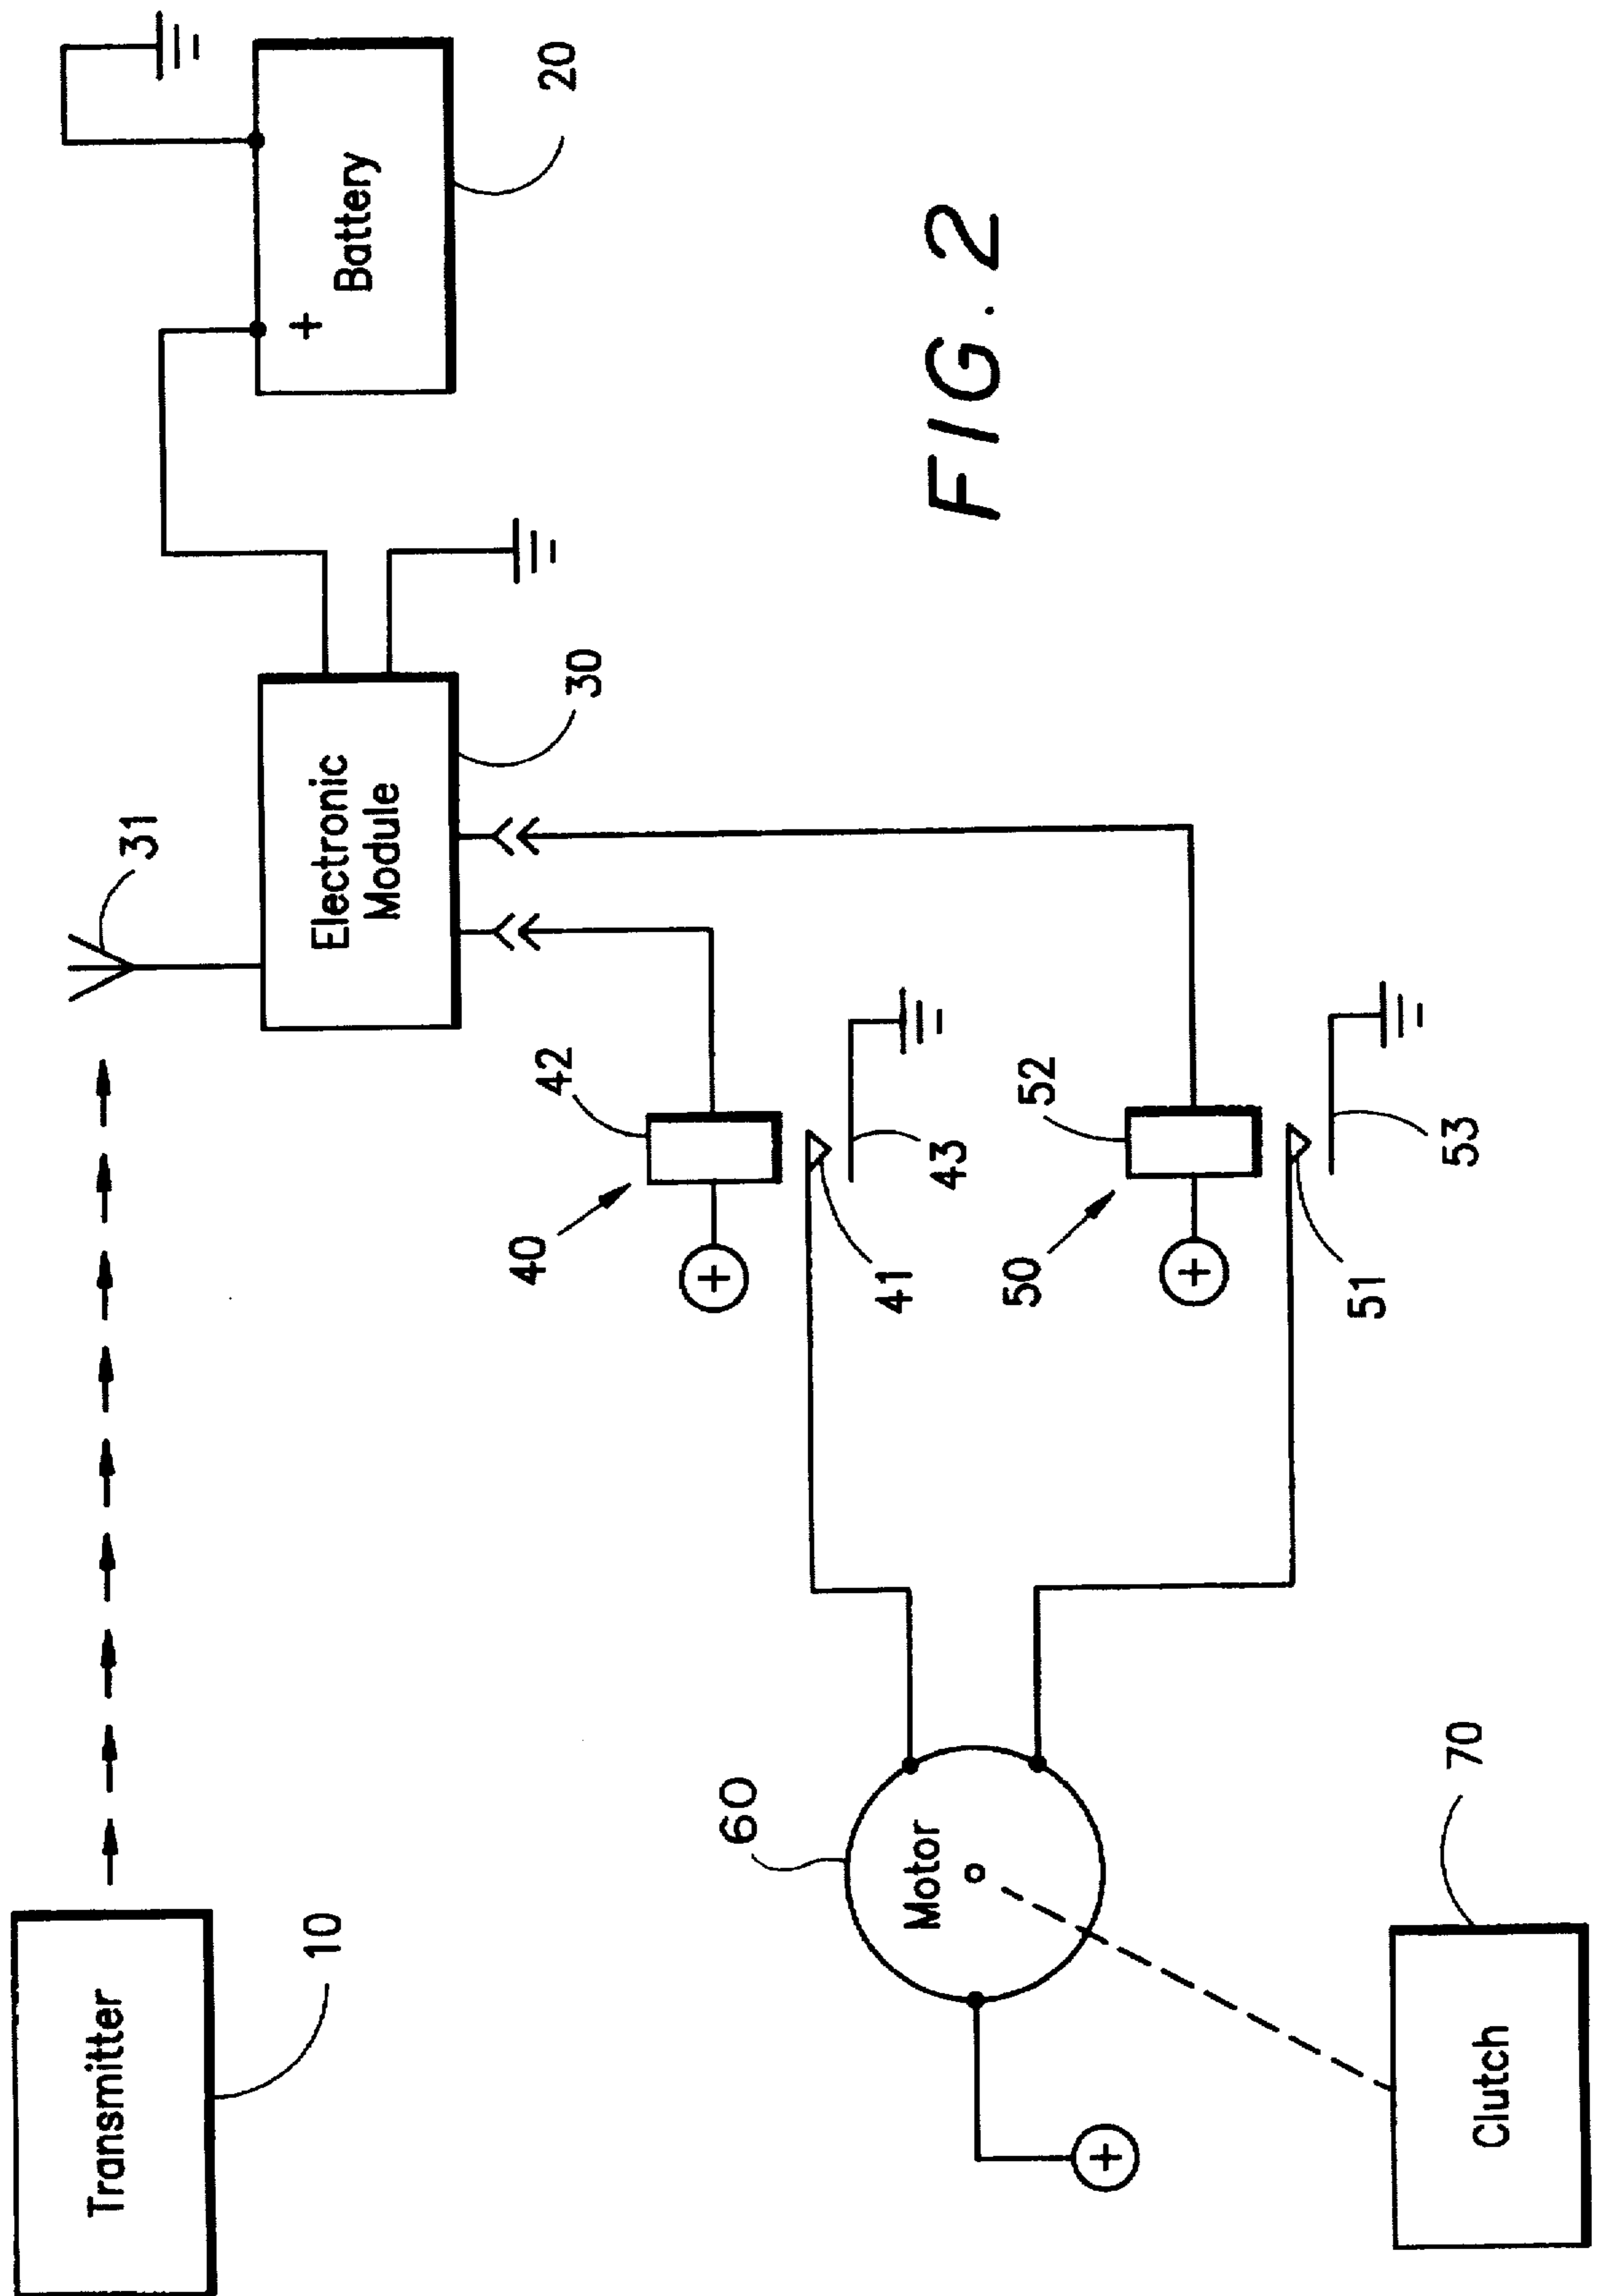 Transmitter
10
31
Electronic
Module
30
+
Battery
20
40
42
41
43
60
Motor
+
+
50
52
51
53
+
Clutch
70
FIG. 2